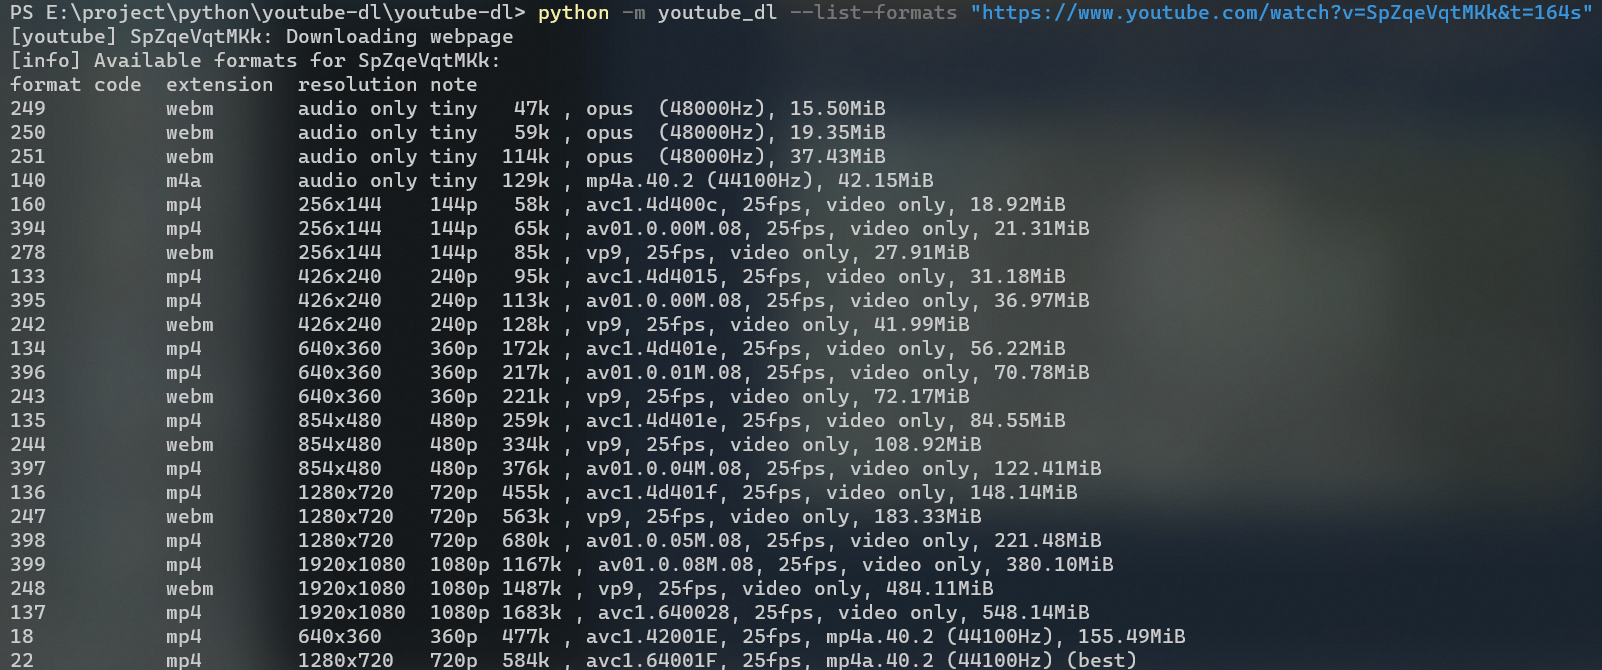 PS E:\project\python\youtube-dl\youtube-dl> python -m youtube_dl --list-formats "https://www.youtube.com/watch?v=SpZqeVqtMKk&t=164s"
[youtube] SpZqeVqtMKk: Downloading webpage
[info] Available formats for SpZqeVqtMKk:
format code  extension  resolution note
249          webm       audio only tiny   47k , opus  (48000Hz), 15.50MiB
250          webm       audio only tiny   59k , opus  (48000Hz), 19.35MiB
251          webm       audio only tiny  114k , opus  (48000Hz), 37.43MiB
140          m4a        audio only tiny  129k , mp4a.40.2 (44100Hz), 42.15MiB
160          mp4        256x144    144p   58k , avc1.4d400c, 25fps, video only, 18.92MiB
394          mp4        256x144    144p   65k , av01.0.00M.08, 25fps, video only, 21.31MiB
278          webm       256x144    144p   85k , vp9, 25fps, video only, 27.91MiB
133          mp4        426x240    240p   95k , avc1.4d4015, 25fps, video only, 31.18MiB
395          mp4        426x240    240p  113k , av01.0.00M.08, 25fps, video only, 36.97MiB
242          webm       426x240    240p  128k , vp9, 25fps, video only, 41.99MiB
134          mp4        640x360    360p  172k , avc1.4d401e, 25fps, video only, 56.22MiB
396          mp4        640x360    360p  217k , av01.0.01M.08, 25fps, video only, 70.78MiB
243          webm       640x360    360p  221k , vp9, 25fps, video only, 72.17MiB
135          mp4        854x480    480p  259k , avc1.4d401e, 25fps, video only, 84.55MiB
244          webm       854x480    480p  334k , vp9, 25fps, video only, 108.92MiB
397          mp4        854x480    480p  376k , av01.0.04M.08, 25fps, video only, 122.41MiB
136          mp4        1280x720   720p  455k , avc1.4d401f, 25fps, video only, 148.14MiB
247          webm       1280x720   720p  563k , vp9, 25fps, video only, 183.33MiB
398          mp4        1280x720   720p  680k , av01.0.05M.08, 25fps, video only, 221.48MiB
399          mp4        1920x1080  1080p 1167k , av01.0.08M.08, 25fps, video only, 380.10MiB
248          webm       1920x1080  1080p 1487k , vp9, 25fps, video only, 484.11MiB
137          mp4        1920x1080  1080p 1683k , avc1.640028, 25fps, video only, 548.14MiB
18           mp4        640x360    360p  477k , avc1.42001E, 25fps, mp4a.40.2 (44100Hz), 155.49MiB
22           mp4        1280x720   720p  584k , avc1.64001F, 25fps, mp4a.40.2 (44100Hz) (best)